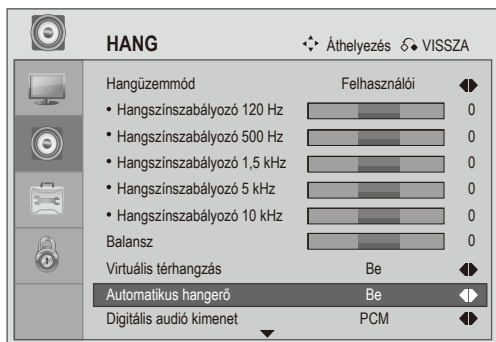 HANG
Áthelyezés VISSZA
Hangüzemmód Felhasználói
• Hangszínszabályozó 120 Hz 0
• Hangszínszabályozó 500 Hz 0
• Hangszínszabályozó 1,5 kHz 0
• Hangszínszabályozó 5 kHz 0
• Hangszínszabályozó 10 kHz 0
Balansz 0
Virtuális térhangzás Be
Automatikus hangerő Be
Digitális audió kimenet PCM